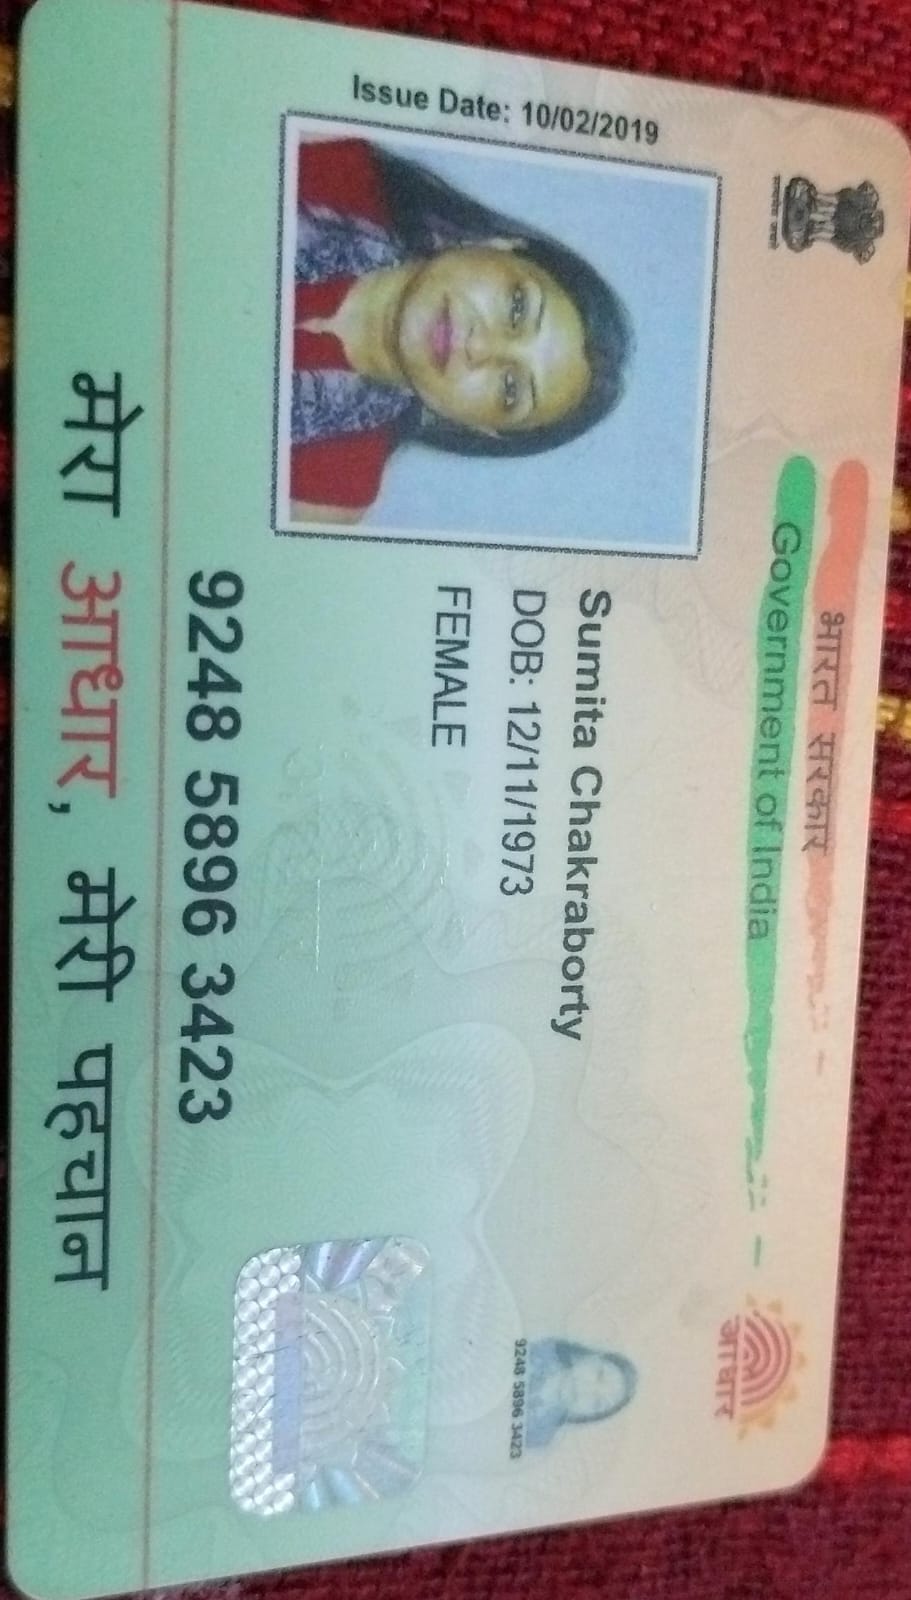 Issue Date: 10/02/2019
भारत सरकार
Government of India
आधार
Sumita Chakraborty
DOB: 12/11/1973
FEMALE
9248 5896 3423
9248 5896 3423
मेरा आधार, मेरी पहचान